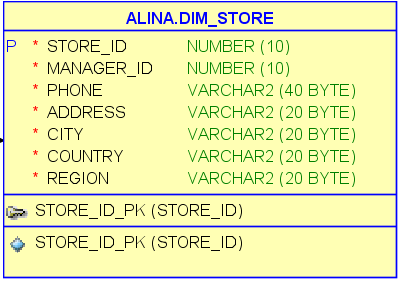 ALINA.DIM_STORE
P * STORE_ID NUMBER (10)
* MANAGER_ID NUMBER (10)
* PHONE VARCHAR2 (40 BYTE)
* ADDRESS VARCHAR2 (20 BYTE)
* CITY VARCHAR2 (20 BYTE)
* COUNTRY VARCHAR2 (20 BYTE)
* REGION VARCHAR2 (20 BYTE)
STORE_ID_PK (STORE_ID)
STORE_ID_PK (STORE_ID)